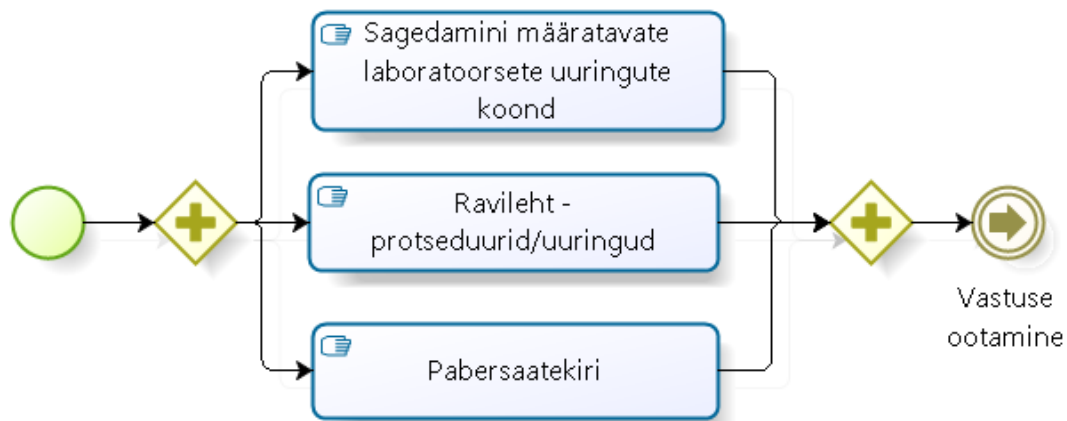 Sagedamini määratavate
laboratoorsete uuringute
koond
Ravileht -
protseduurid/uuringud
Pabersaatekiri
Vastuse
ootamine